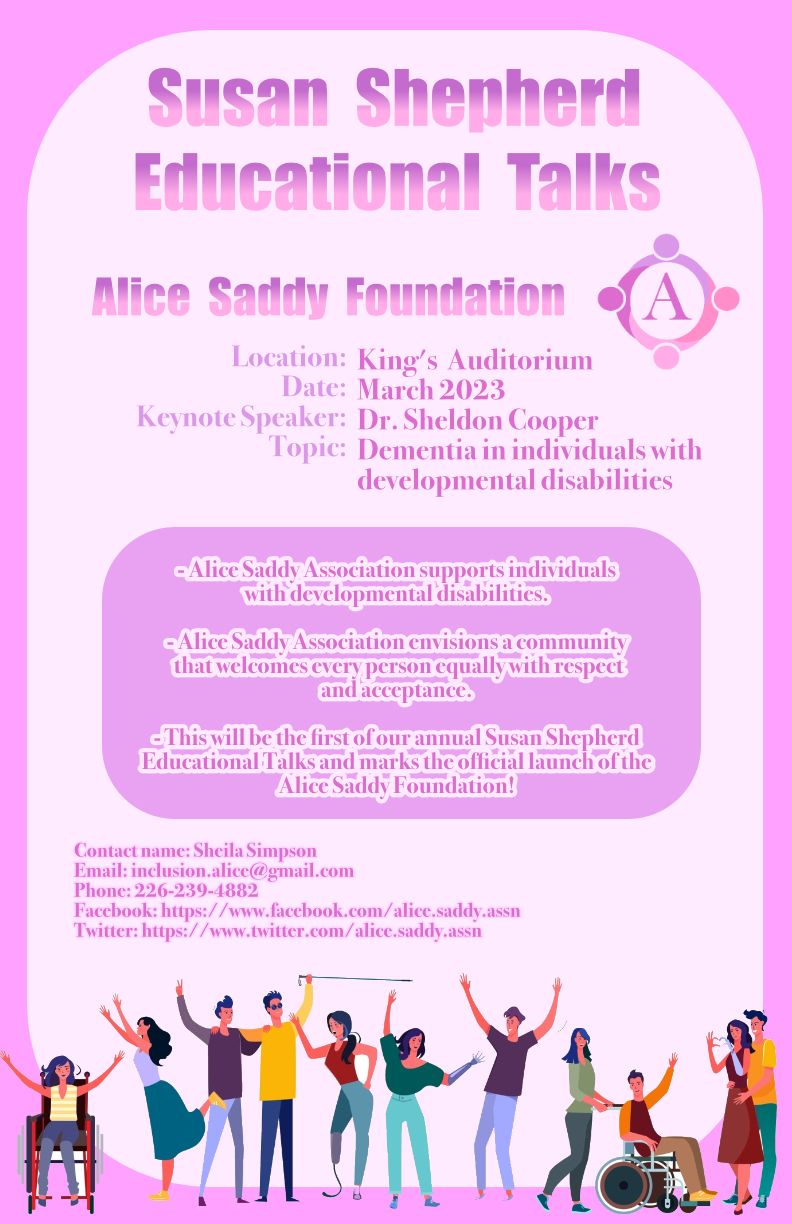 Susan Shepherd
Educational Talks
Alice Saddy Foundation
A
Location: King's Auditorium
Date: March 2023
Keynote Speaker: Dr. Sheldon Cooper
Topic: Dementia in individuals with
developmental disabilities
- Alice Saddy Association supports individuals
with developmental disabilities.
- Alice Saddy Association envisions a community
that welcomes every person equally with respect
and acceptance.
- This will be the first of our annual Susan Shepherd
Educational Talks and marks the official launch of the
Alice Saddy Foundation!
Contact name: Sheila Simpson
Email: inclusion.alice@gmail.com
Phone: 226-239-4882
Facebook: https://www.facebook.com/alice.saddy.assn
Twitter: https://www.twitter.com/alice.saddy.assn